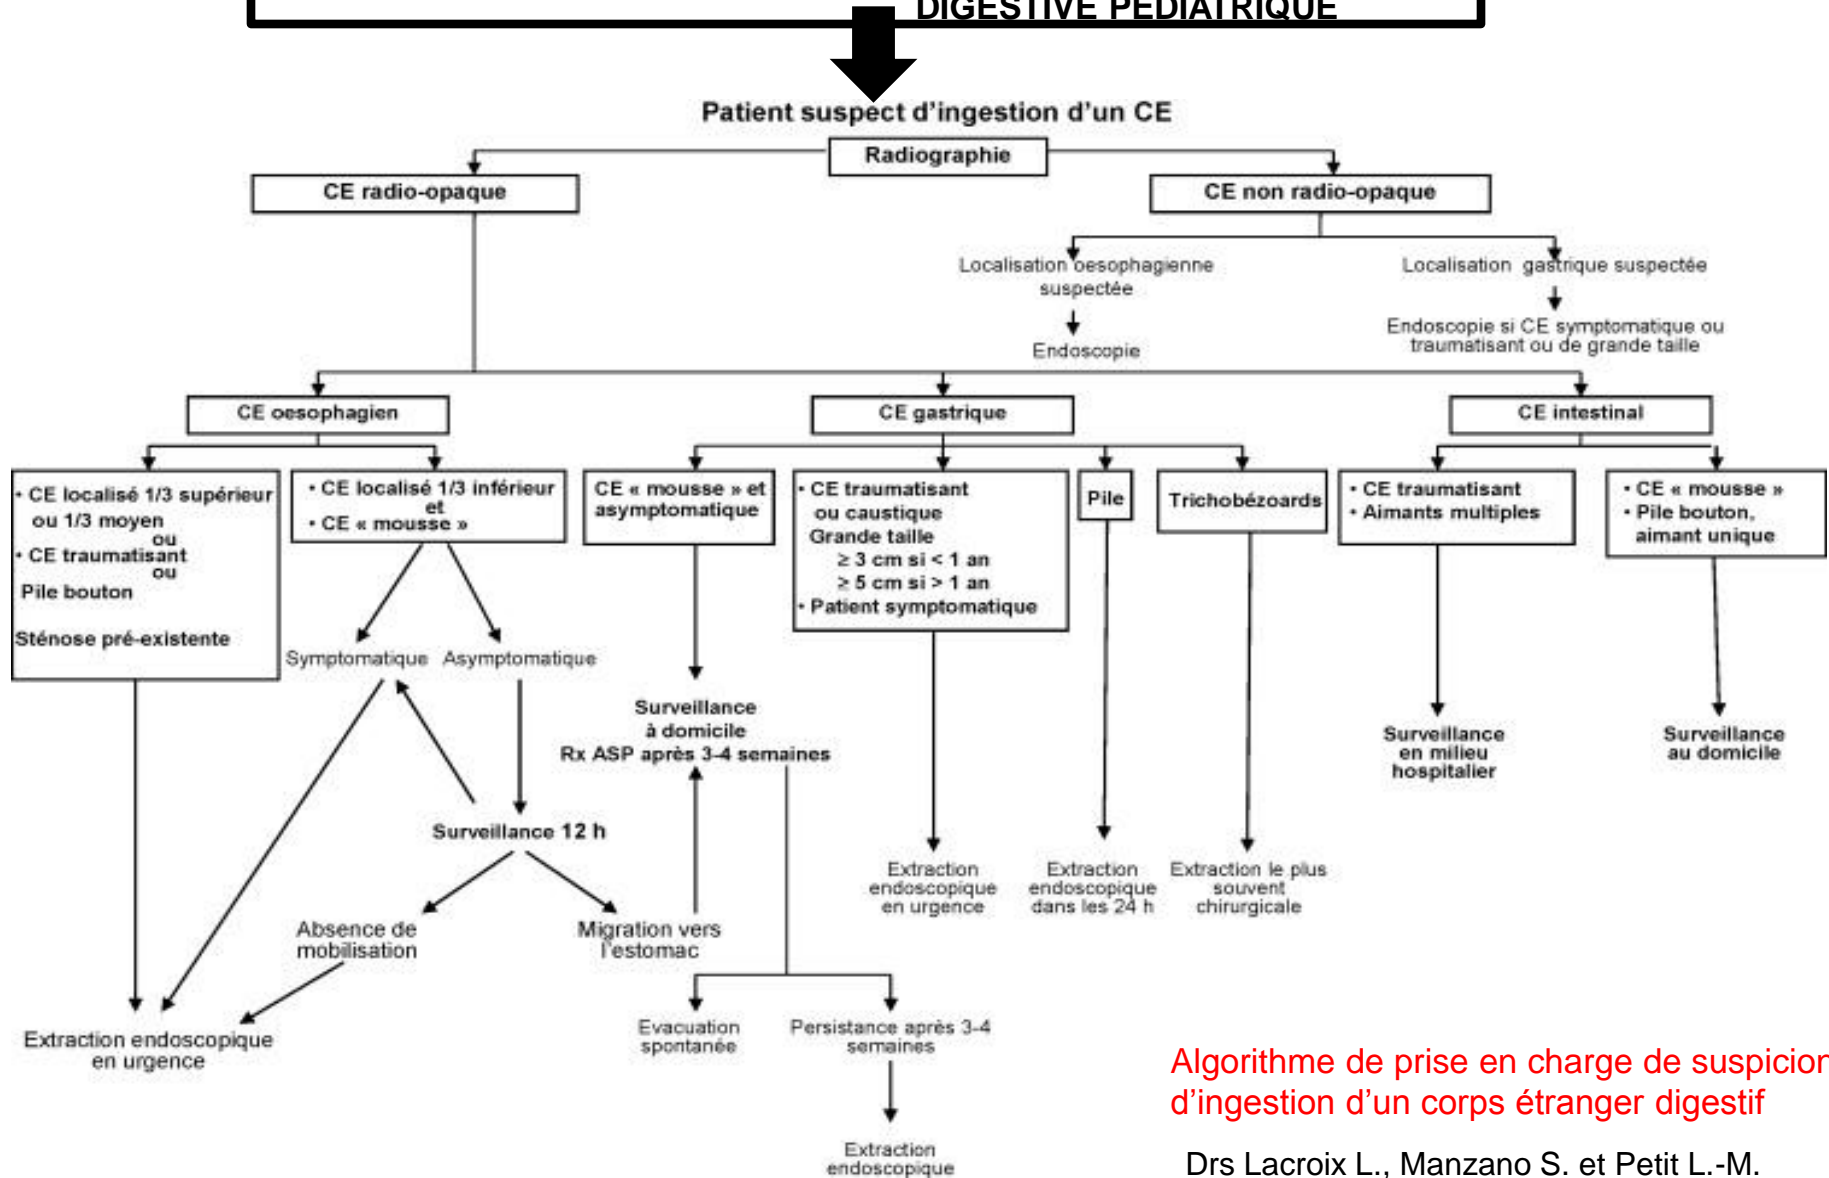 DIGESTIVE PEDIATRIQUE
Patient suspect d’ingestion d’un CE
Radiographie
CE radio-opaque
CE non radio-opaque
Localisation oesophagienne
suspectée
Endoscopie
Localisation gastrique suspectée
Endoscopie si CE symptomatique ou
traumatisant ou de grande taille
CE oesophagien
CE gastrique
CE intestinal
• CE localisé 1/3 supérieur
ou 1/3 moyen
ou
• CE traumatisant
ou
Pile bouton
Sténose pré-existente
• CE localisé 1/3 inférieur
et
• CE « mousse »
CE « mousse » et
asymptomatique
• CE traumatisant
ou caustique
Grande taille
≥ 3 cm si < 1 an
≥ 5 cm si > 1 an
• Patient symptomatique
Pile
Trichobézoards
• CE traumatisant
• Aimants multiples
• CE « mousse »
• Pile bouton,
aimant unique
Symptomatique
Asymptomatique
Surveillance
à domicile
Rx ASP après 3-4 semaines
Surveillance
en milieu
hospitalier
Surveillance
au domicile
Surveillance 12 h
Extraction
endoscopique
en urgence
Extraction
endoscopique
dans les 24 h
Extraction le plus
souvent
chirurgicale
Absence de
mobilisation
Migration vers
l’estomac
Extraction endoscopique
en urgence
Evacuation
spontanée
Persistance après 3-4
semaines
Extraction
endoscopique
Algorithme de prise en charge de suspicion
d’ingestion d’un corps étranger digestif
Drs Lacroix L., Manzano S. et Petit L.-M.